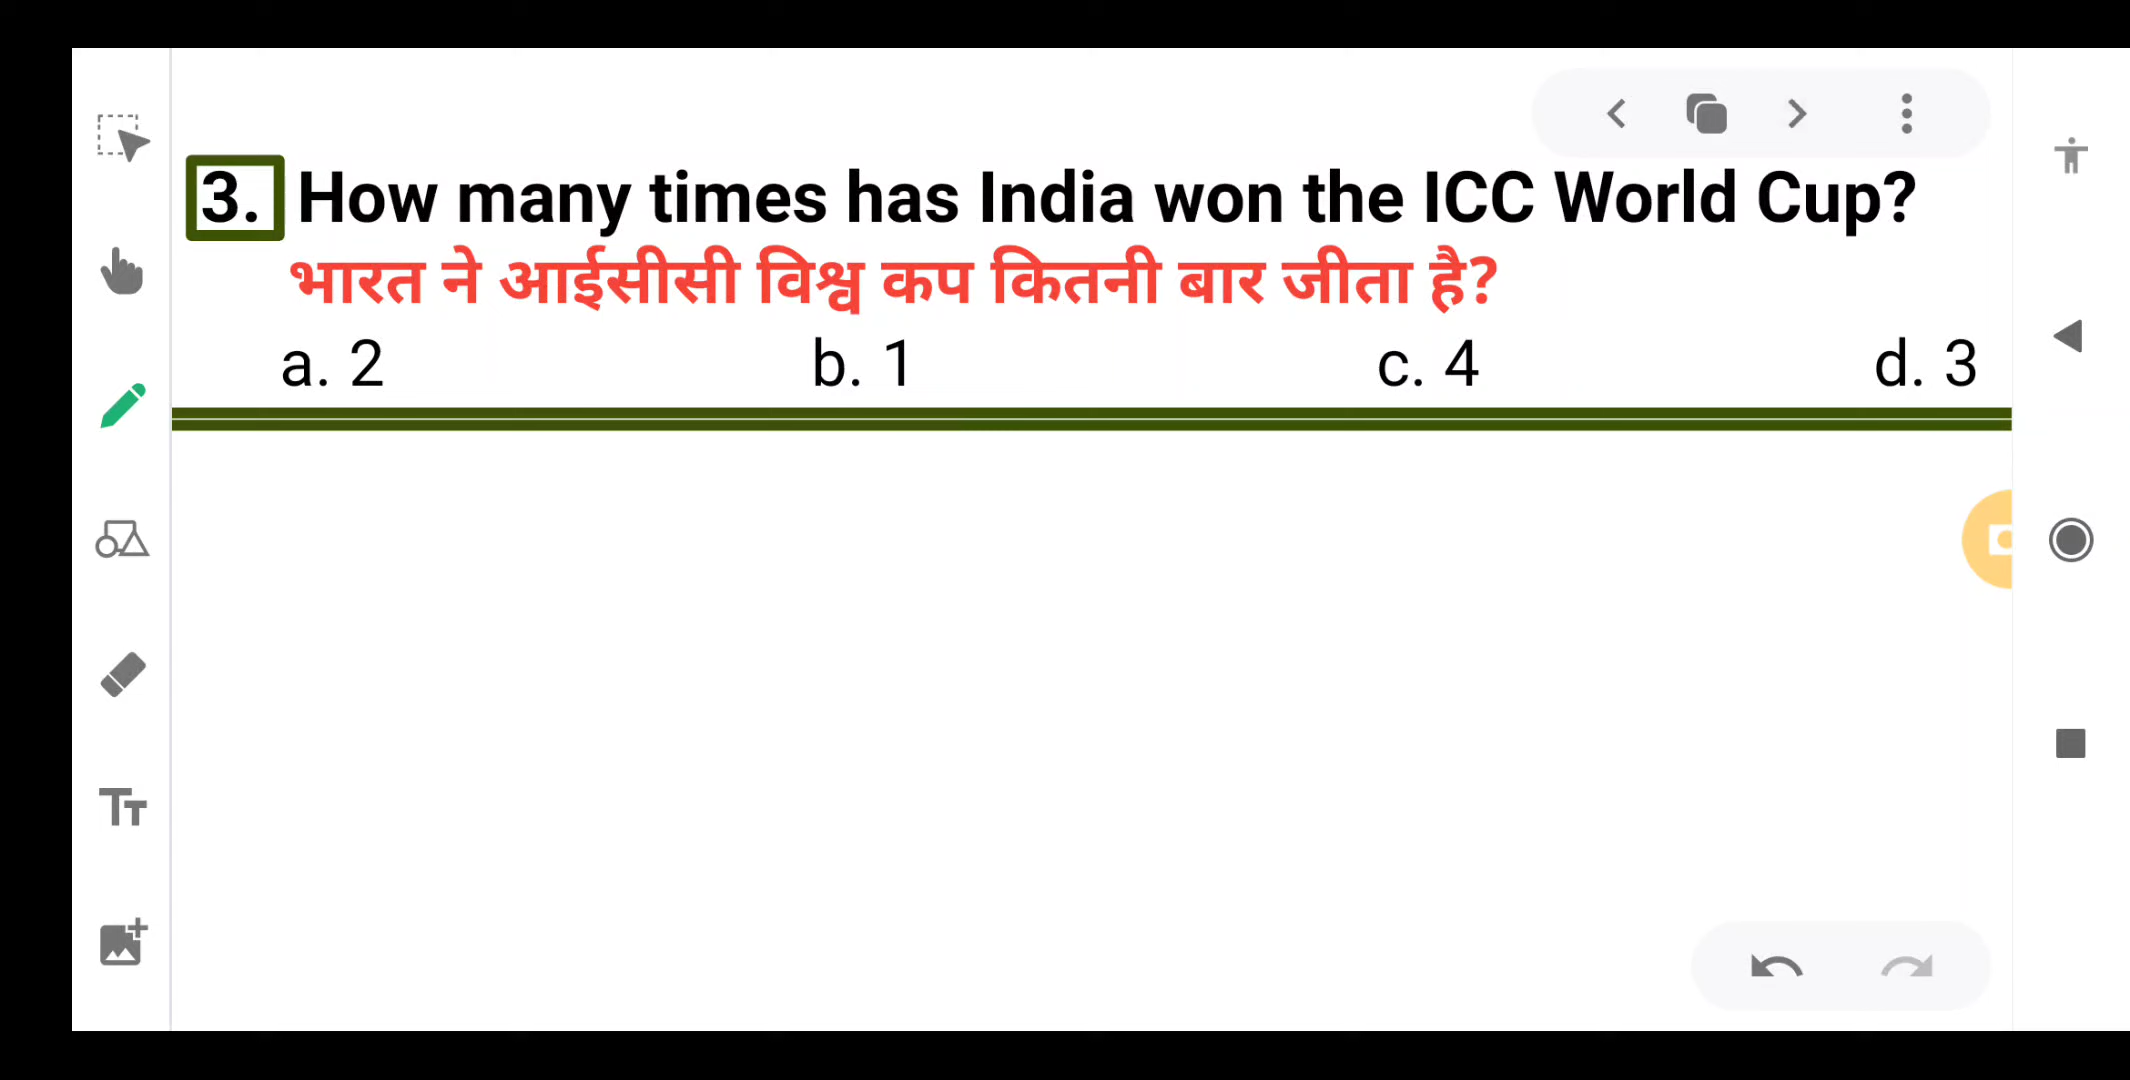 3. How many times has India won the ICC World Cup?
भारत ने आईसीसी विश्व कप कितनी बार जीता है?
a. 2 b. 1 c. 4 d. 3
Tт